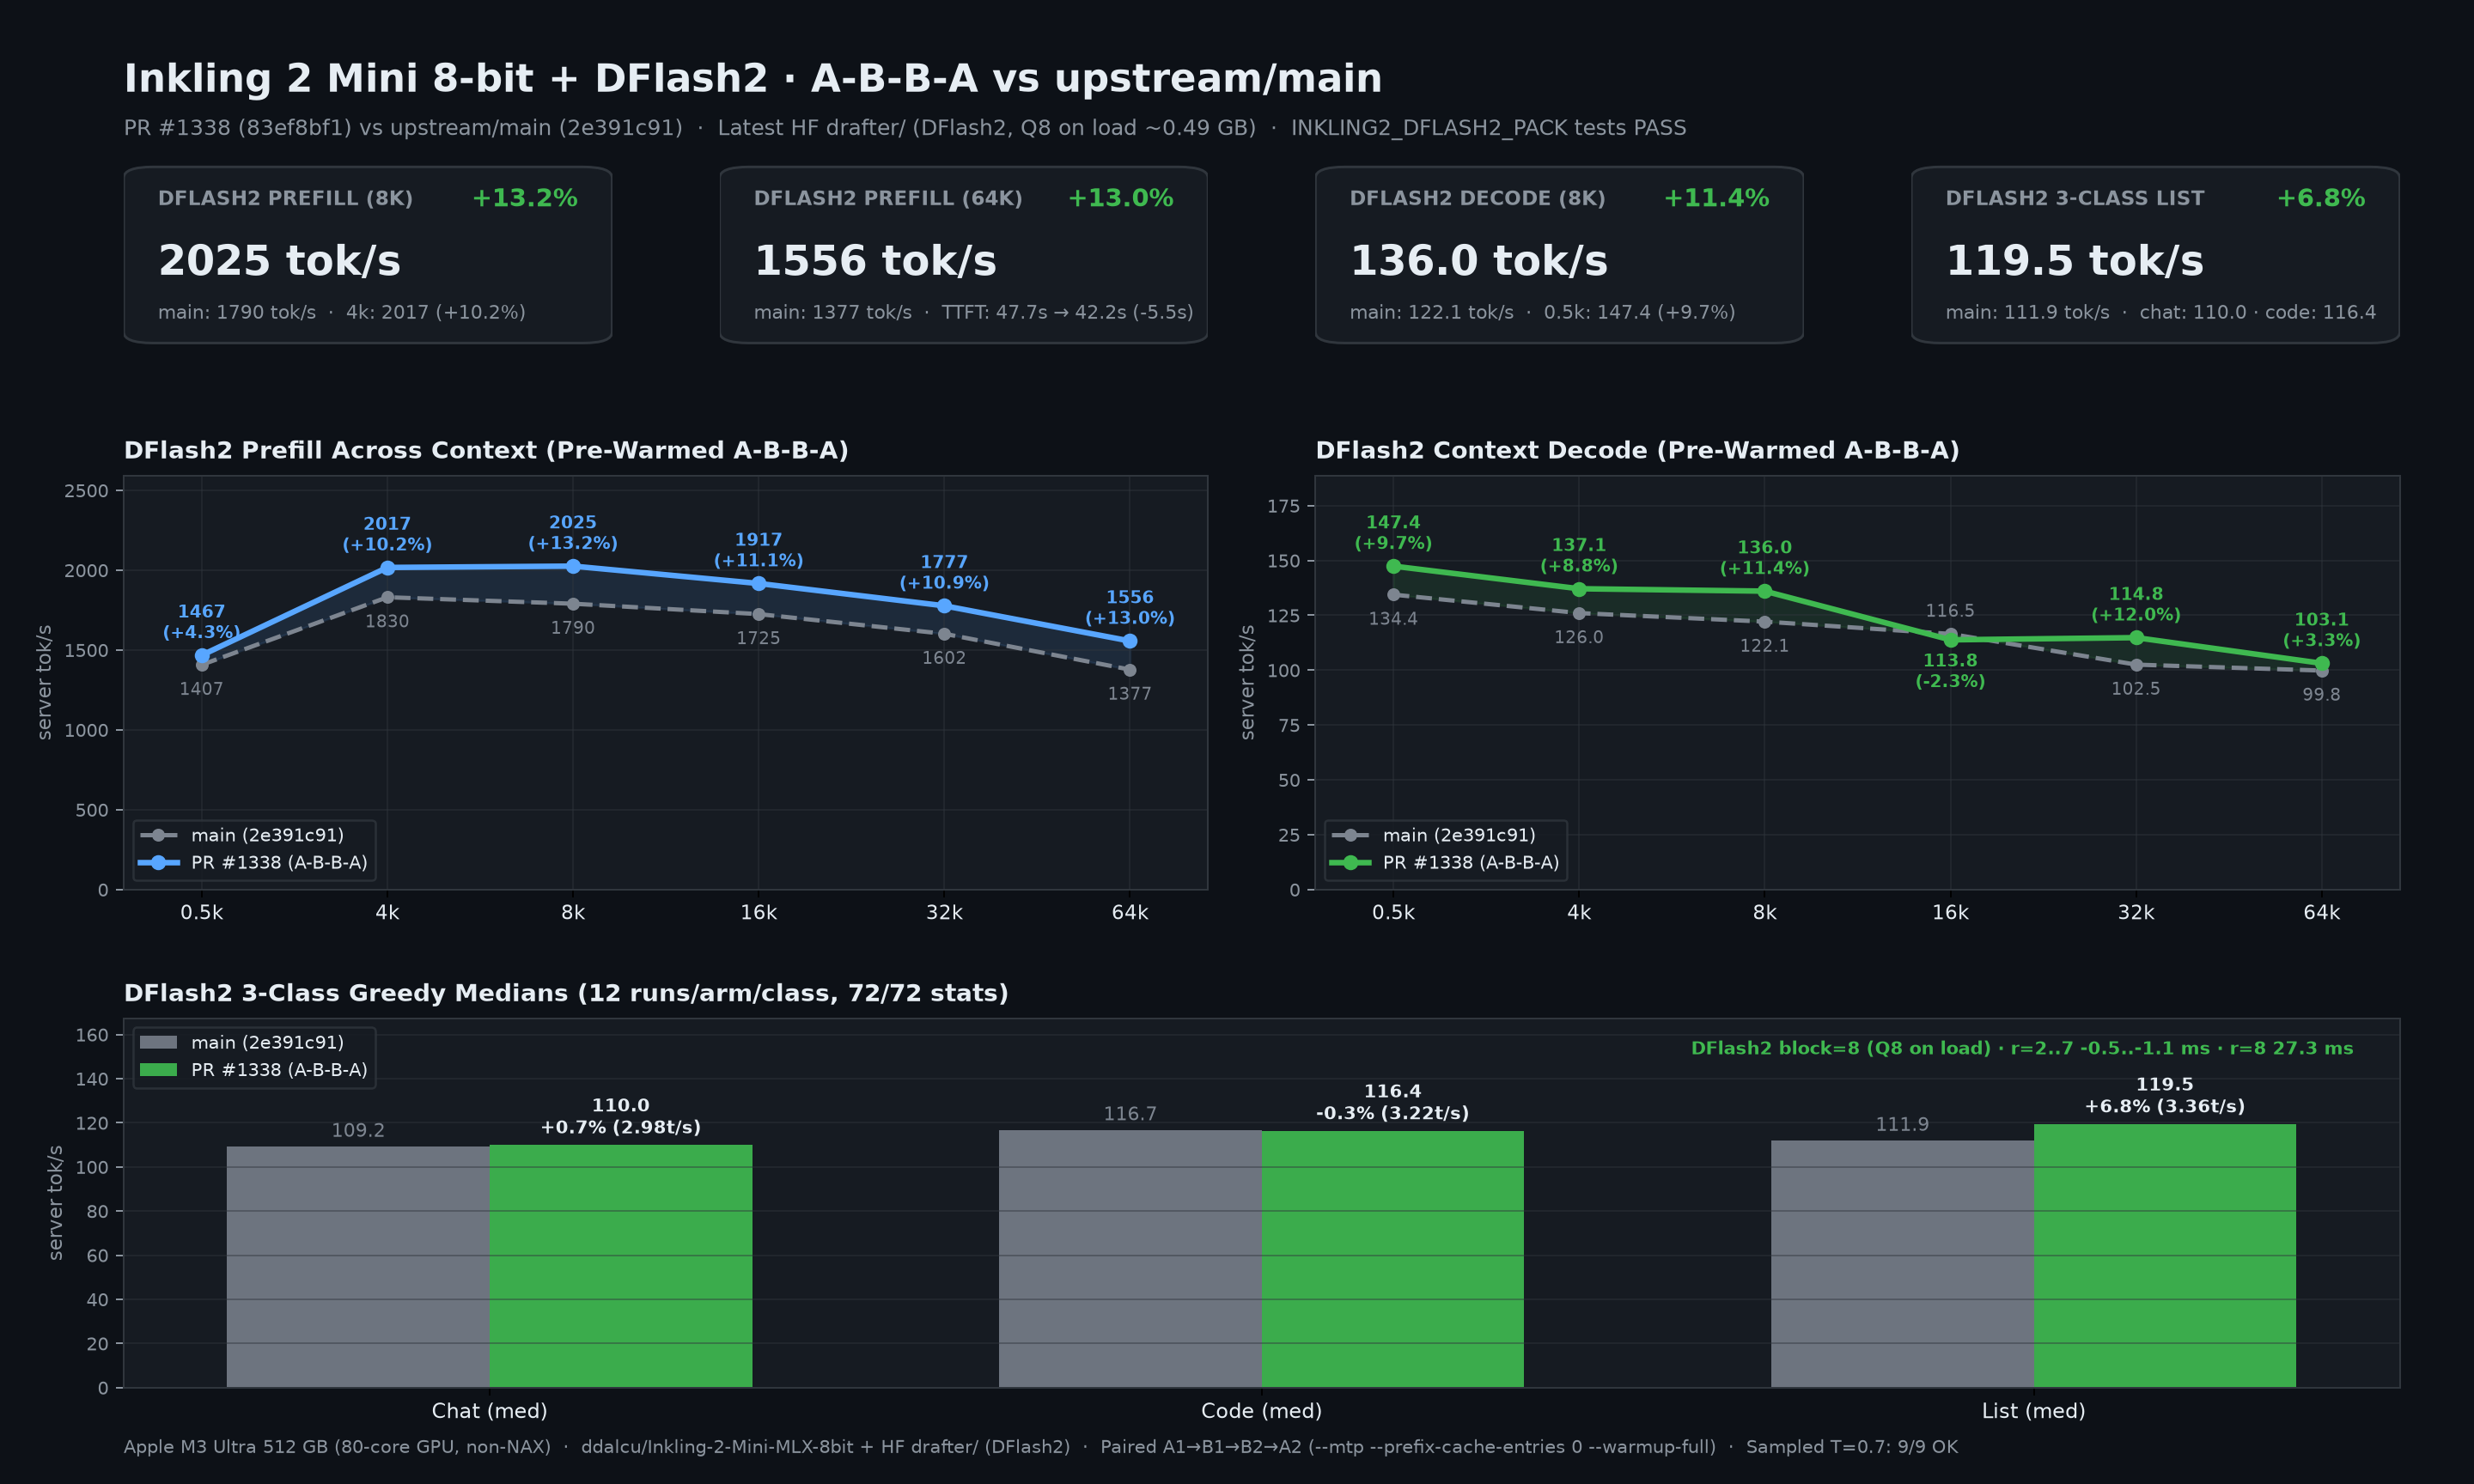 Inkling 2 Mini 8-bit + DFlash2 · A-B-B-A vs upstream/main
PR #1338 (83ef8bf1) vs upstream/main (2e391c91) · Latest HF drafter/ (DFlash2, Q8 on load ~0.49 GB) · INKLING2_DFLASH2_PACK tests PASS
DFLASH2 PREFILL (8K) +13.2%
2025 tok/s
main: 1790 tok/s · 4k: 2017 (+10.2%)
DFLASH2 PREFILL (64K) +13.0%
1556 tok/s
main: 1377 tok/s · TTFT: 47.7s → 42.2s (-5.5s)
DFLASH2 DECODE (8K) +11.4%
136.0 tok/s
main: 122.1 tok/s · 0.5k: 147.4 (+9.7%)
DFLASH2 3-CLASS LIST +6.8%
119.5 tok/s
main: 111.9 tok/s · chat: 110.0 · code: 116.4
DFlash2 Prefill Across Context (Pre-Warmed A-B-B-A)
server tok/s
2500
2000
1500
1000
500
0
1467
(+4.3%)
2017
(+10.2%)
2025
(+13.2%)
1917
(+11.1%)
1777
(+10.9%)
1556
(+13.0%)
1407
1830
1790
1725
1602
1377
main (2e391c91)
PR #1338 (A-B-B-A)
0.5k 4k 8k 16k 32k 64k
DFlash2 Context Decode (Pre-Warmed A-B-B-A)
server tok/s
175
150
125
100
75
50
25
0
147.4
(+9.7%)
137.1
(+8.8%)
136.0
(+11.4%)
113.8
(-2.3%)
114.8
(+12.0%)
103.1
(+3.3%)
134.4
126.0
122.1
116.5
102.5
99.8
main (2e391c91)
PR #1338 (A-B-B-A)
0.5k 4k 8k 16k 32k 64k
DFlash2 3-Class Greedy Medians (12 runs/arm/class, 72/72 stats)
server tok/s
160
140
120
100
80
60
40
20
0
main (2e391c91)
PR #1338 (A-B-B-A)
DFlash2 block=8 (Q8 on load) · r=2..7 -0.5..-1.1 ms · r=8 27.3 ms
109.2
110.0
+0.7% (2.98t/s)
116.7
116.4
-0.3% (3.22t/s)
111.9
119.5
+6.8% (3.36t/s)
Chat (med) Code (med) List (med)
Apple M3 Ultra 512 GB (80-core GPU, non-NAX) · ddalcu/Inkling-2-Mini-MLX-8bit + HF drafter/ (DFlash2) · Paired A1→B1→B2→A2 (--mtp --prefix-cache-entries 0 --warmup-full) · Sampled T=0.7: 9/9 OK